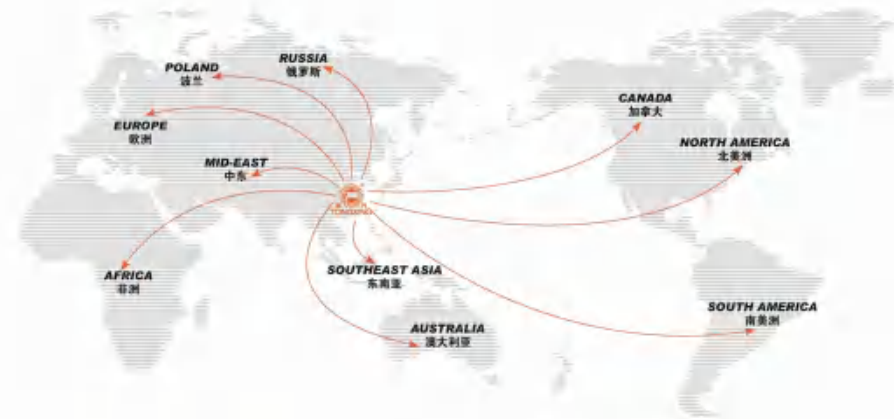 RUSSIA
俄罗斯
POLAND
波兰
EUROPE
欧洲
MID-EAST
中东
AFRICA
非洲
SOUTHEAST ASIA
东南亚
AUSTRALIA
澳大利亚
CANADA
加拿大
NORTH AMERICA
北美洲
SOUTH AMERICA
南美洲